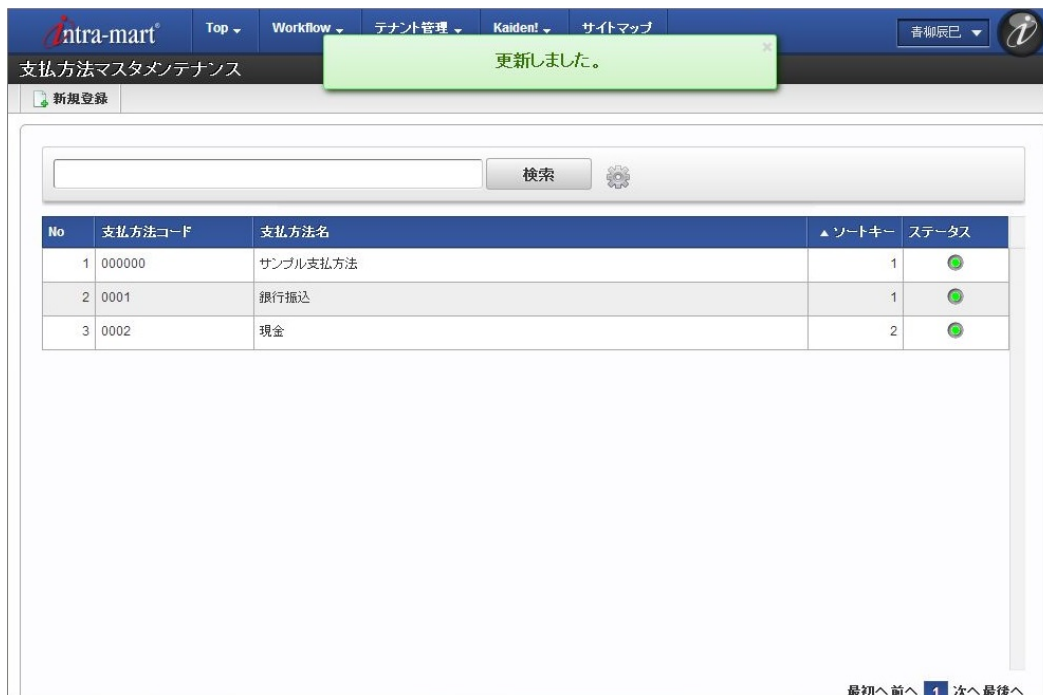 intra-mart® Top Workflow テナント管理 Kaiden! サイトマップ 青柳辰巳
更新しました。
支払方法マスタメンテナンス
新規登録
検索
No 支払方法コード 支払方法名 ▲ ソートキー ステータス
1 000000 サンプル支払方法 1
2 0001 銀行振込 1
3 0002 現金 2
最初へ 前へ 1 次へ 最後へ